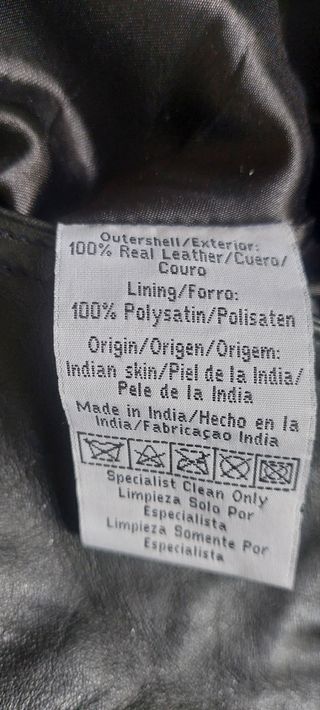 Outershell/Exterior:
100% Real Leather/Cuero/
Couro
Lining/Forro:
100% Polysatin/Polisaten
Origin/Origen/Origem:
Indian skin/Piel de la India/
Pele de la India
Made in India/Hecho en la
India/Fabricaçao India
Specialist Clean Only
Limpieza Solo Por
Especialista
Limpieza Somente Por
Especialista